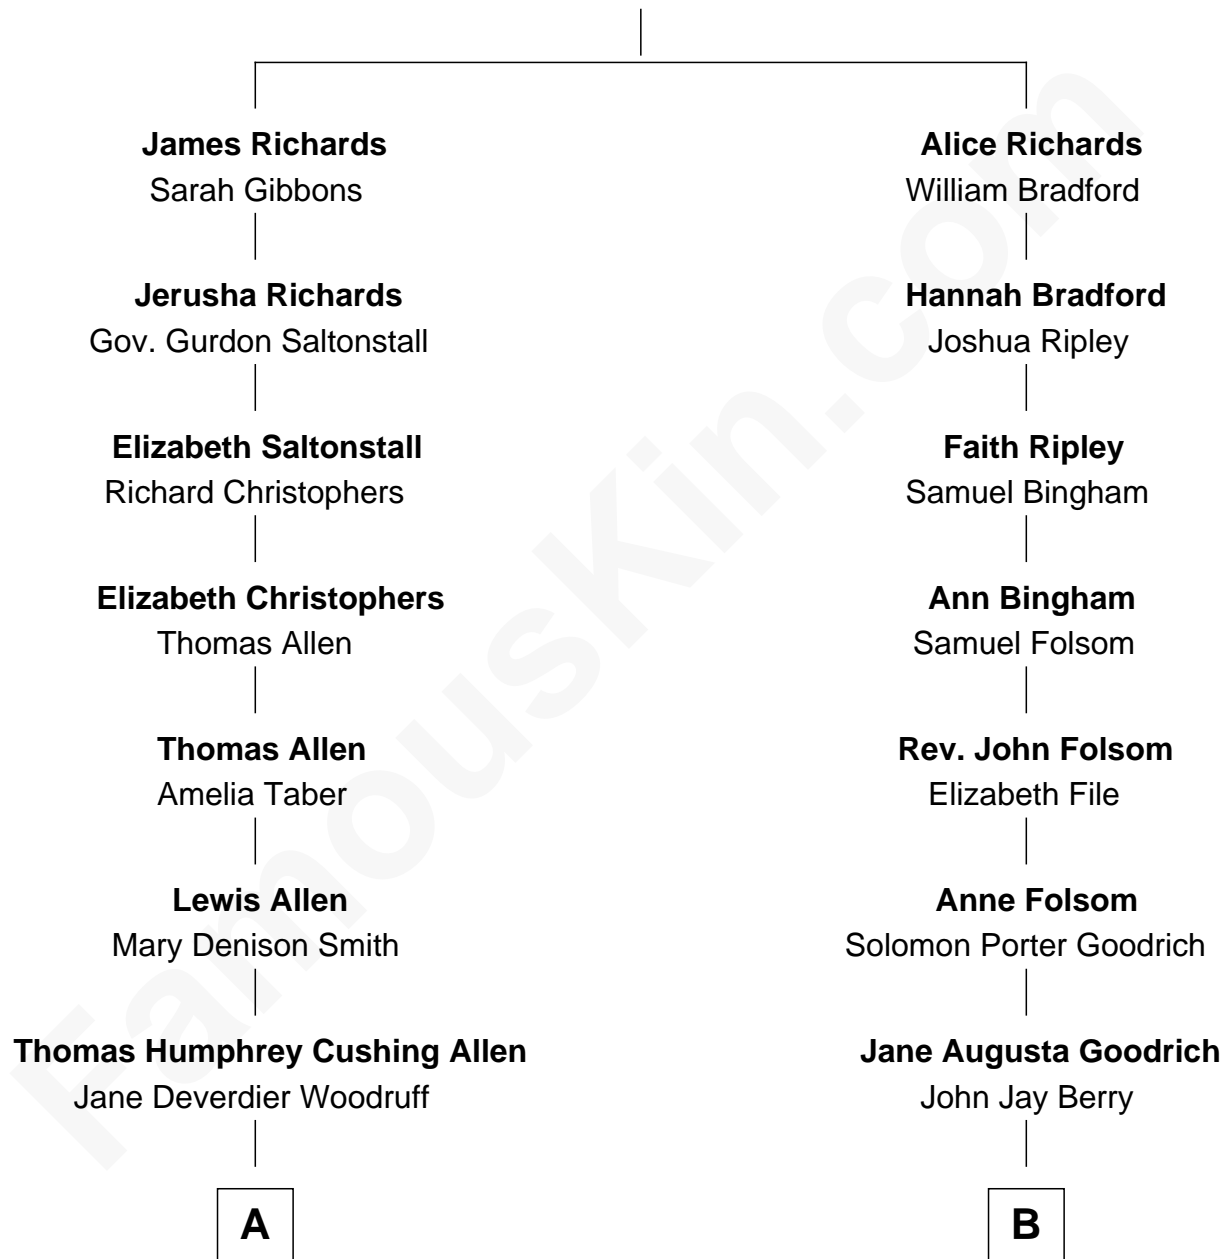 James Richards
Sarah Gibbons
Jerusha Richards
Gov. Gurdon Saltonstall
Elizabeth Saltonstall
Richard Christophers
Elizabeth Christophers
Thomas Allen
Thomas Allen
Amelia Taber
Lewis Allen
Mary Denison Smith
Thomas Humphrey Cushing Allen
Jane Deverdier Woodruff
A
Alice Richards
William Bradford
Hannah Bradford
Joshua Ripley
Faith Ripley
Samuel Bingham
Ann Bingham
Samuel Folsom
Rev. John Folsom
Elizabeth File
Anne Folsom
Solomon Porter Goodrich
Jane Augusta Goodrich
John Jay Berry
B
FamousKin.com